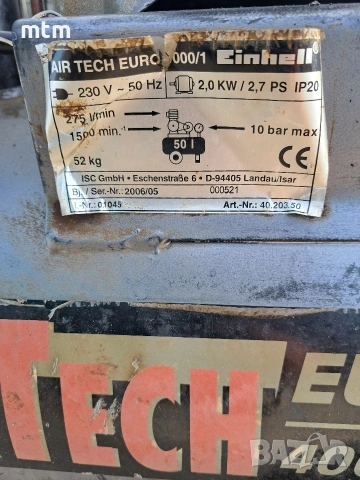 mtm
AIR TECH EURO 000/1 Einhell
230 V ~ 50 Hz 2,0 KW / 2,7 PS IP20
275 l/min
1500 min⁻¹ 10 bar max
50 l
52 kg CE
ISC GmbH • Eschenstraße 6 • D-94405 Landau/Isar
Bj./Ser.-Nr.: 2006/05 000521
I.-Nr.: 01045 Art.-Nr.: 40.203.50
TECH EU
400
BAZAR